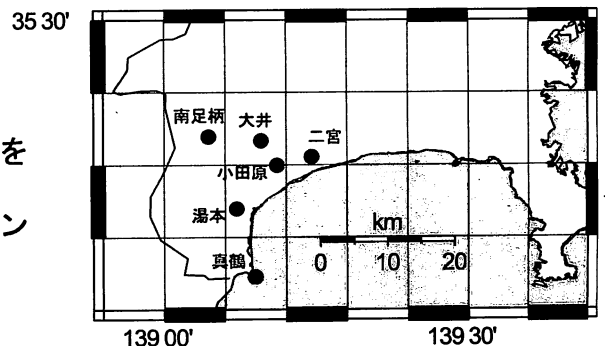 35 30'
を
ン
南足柄
大井
二宮
小田原
湯本
真鶴
km
0 10 20
139 00'
139 30'